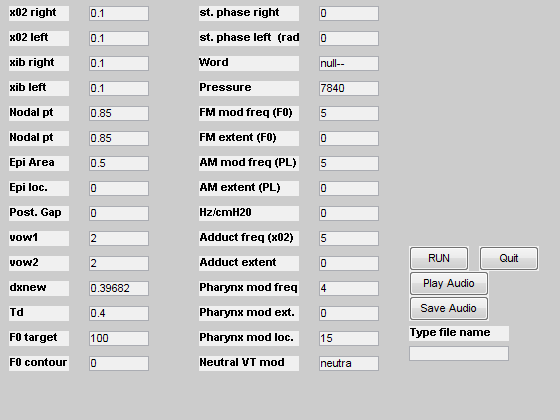 x02 right 0.1 st. phase right 0
x02 left 0.1 st. phase left (rad 0
xib right 0.1 Word null--
xib left 0.1 Pressure 7840
Nodal pt 0.85 FM mod freq (F0) 5
Nodal pt 0.85 FM extent (F0) 0
Epi Area 0.5 AM mod freq (PL) 5
Epi loc. 0 AM extent (PL) 0
Post. Gap 0 Hz/cmH20 0
vow1 2 Adduct freq (x02) 5
vow2 2 Adduct extent 0 RUN Quit
dxnew 0.39682 Pharynx mod freq 4 Play Audio
Td 0.4 Pharynx mod ext. 0 Save Audio
F0 target 100 Pharynx mod loc. 15 Type file name
F0 contour 0 Neutral VT mod neutra